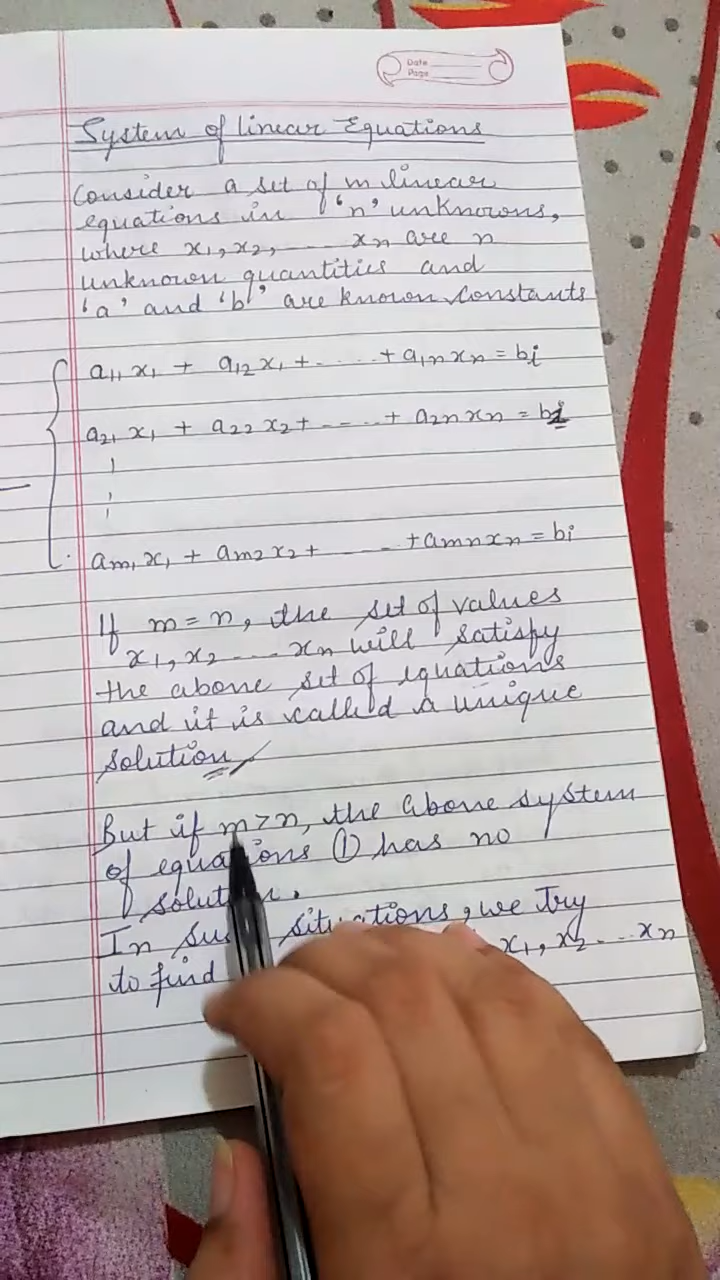 Date
Page
System of linear Equations
Consider a set of m linear
equations in 'n' unknowns,
where x1, x2, ---- xn are n
unknown quantities and
'a' and 'b' are known constants
a11 x1 + a12 x1 + ----- + a1n xn = bi
a21 x1 + a22 x2 + ----- + a2n xn = bi
am1 x1 + am2 x2 + ----- + amn xn = bi
If m = n, the set of values
x1, x2 ---- xn will satisfy
the above set of equations
and it is called a unique
solution
But if m > n, the above system
of equations ① has no
In situations, we try
to find x1, x2 --- xn